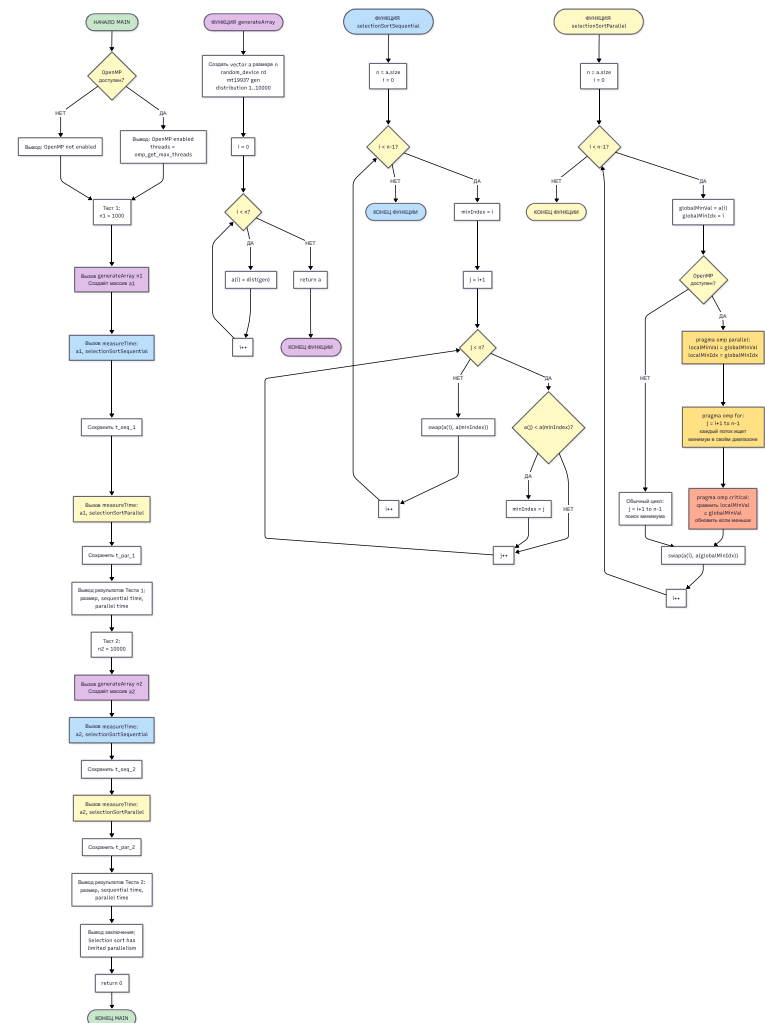 НАЧАЛО MAIN
OpenMP
доступен?
НЕТ
ДА
Вывод: OpenMP not enabled
Вывод: OpenMP enabled
threads =
omp_get_max_threads
Тест 1:
n1 = 1000
Вызов generateArray n1
Создаёт массив a1
Вызов measureTime:
a1, selectionSortSequential
Сохранить t_seq_1
Вызов measureTime:
a1, selectionSortParallel
Сохранить t_par_1
Вывод результатов Теста 1:
размер, sequential time,
parallel time
Тест 2:
n2 = 10000
Вызов generateArray n2
Создаёт массив a2
Вызов measureTime:
a2, selectionSortSequential
Сохранить t_seq_2
Вызов measureTime:
a2, selectionSortParallel
Сохранить t_par_2
Вывод результатов Теста 2:
размер, sequential time,
parallel time
Вывод заключения:
Selection sort has
limited parallelism
return 0
КОНЕЦ MAIN
ФУНКЦИЯ generateArray
Создать vector a размера n
random_device rd
mt19937 gen
distribution 1..10000
i = 0
i < n?
ДА
НЕТ
a(i) = dist(gen)
return a
i++
КОНЕЦ ФУНКЦИИ
ФУНКЦИЯ
selectionSortSequential
n = a.size
i = 0
i < n-1?
НЕТ
ДА
КОНЕЦ ФУНКЦИИ
minIndex = i
j = i+1
j < n?
НЕТ
ДА
swap(a(i), a(minIndex))
a(j) < a(minIndex)?
ДА
НЕТ
i++
minIndex = j
j++
ФУНКЦИЯ
selectionSortParallel
n = a.size
i = 0
i < n-1?
НЕТ
ДА
КОНЕЦ ФУНКЦИИ
globalMinVal = a(i)
globalMinIdx = i
OpenMP
доступен?
ДА
НЕТ
pragma omp parallel:
localMinVal = globalMinVal
localMinIdx = globalMinIdx
pragma omp for:
j = i+1 to n-1
каждый поток ищет
минимум в своём диапазоне
Обычный цикл:
j = i+1 to n-1
поиск минимума
pragma omp critical:
сравнить localMinVal
с globalMinVal
обновить если меньше
swap(a(i), a(globalMinIdx))
i++